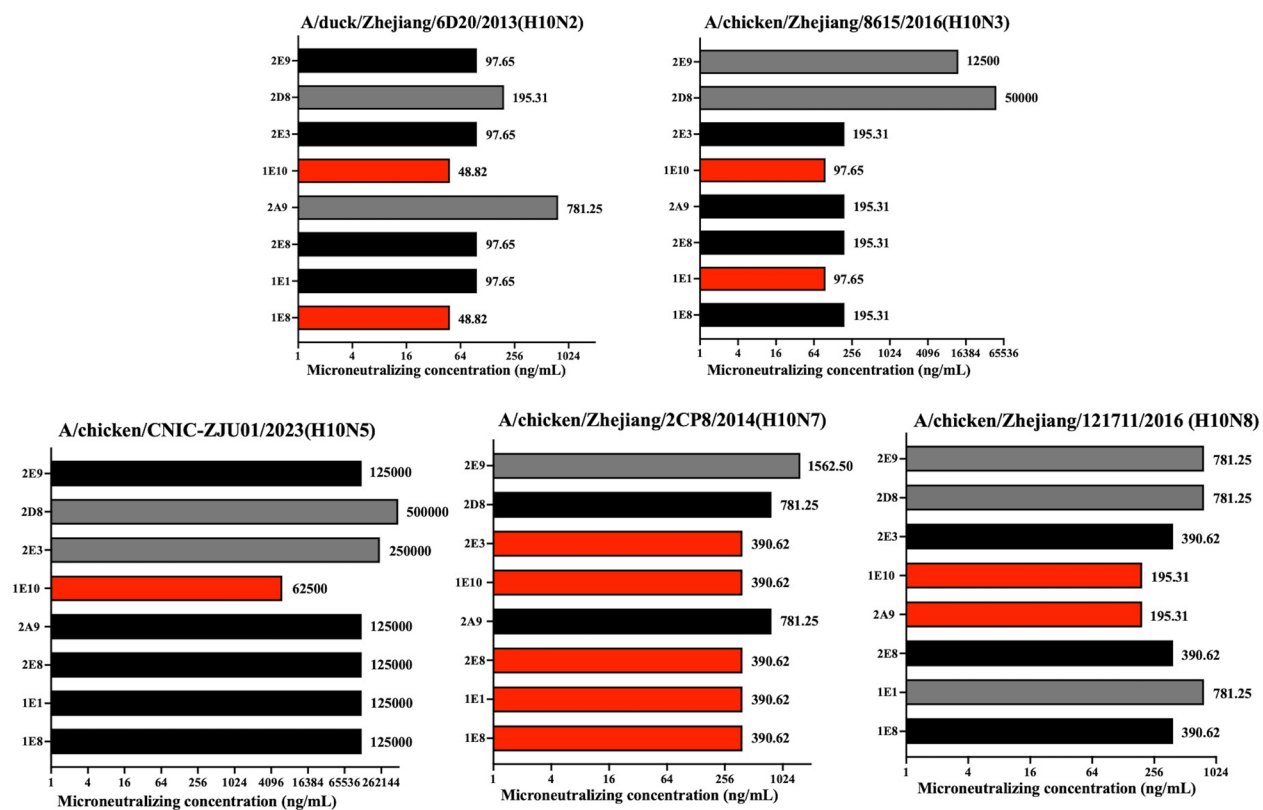 A/duck/Zhejiang/6D20/2013(H10N2)
2E9 97.65
2D8 195.31
2E3 97.65
1E10 48.82
2A9 781.25
2E8 97.65
1E1 97.65
1E8 48.82
1 4 16 64 256 1024
Microneutralizing concentration (ng/mL)
A/chicken/Zhejiang/8615/2016(H10N3)
2E9 12500
2D8 50000
2E3 195.31
1E10 97.65
2A9 195.31
2E8 195.31
1E1 97.65
1E8 195.31
1 4 16 64 256 1024 4096 16384 65536
Microneutralizing concentration (ng/mL)
A/chicken/CNIC-ZJU01/2023(H10N5)
2E9 125000
2D8 500000
2E3 250000
1E10 62500
2A9 125000
2E8 125000
1E1 125000
1E8 125000
1 4 16 64 256 1024 4096 16384 65536 262144
Microneutralizing concentration (ng/mL)
A/chicken/Zhejiang/2CP8/2014(H10N7)
2E9 1562.50
2D8 781.25
2E3 390.62
1E10 390.62
2A9 781.25
2E8 390.62
1E1 390.62
1E8 390.62
1 4 16 64 256 1024
Microneutralizing concentration (ng/mL)
A/chicken/Zhejiang/121711/2016 (H10N8)
2E9 781.25
2D8 781.25
2E3 390.62
1E10 195.31
2A9 195.31
2E8 390.62
1E1 781.25
1E8 390.62
1 4 16 64 256 1024
Microneutralizing concentration (ng/mL)